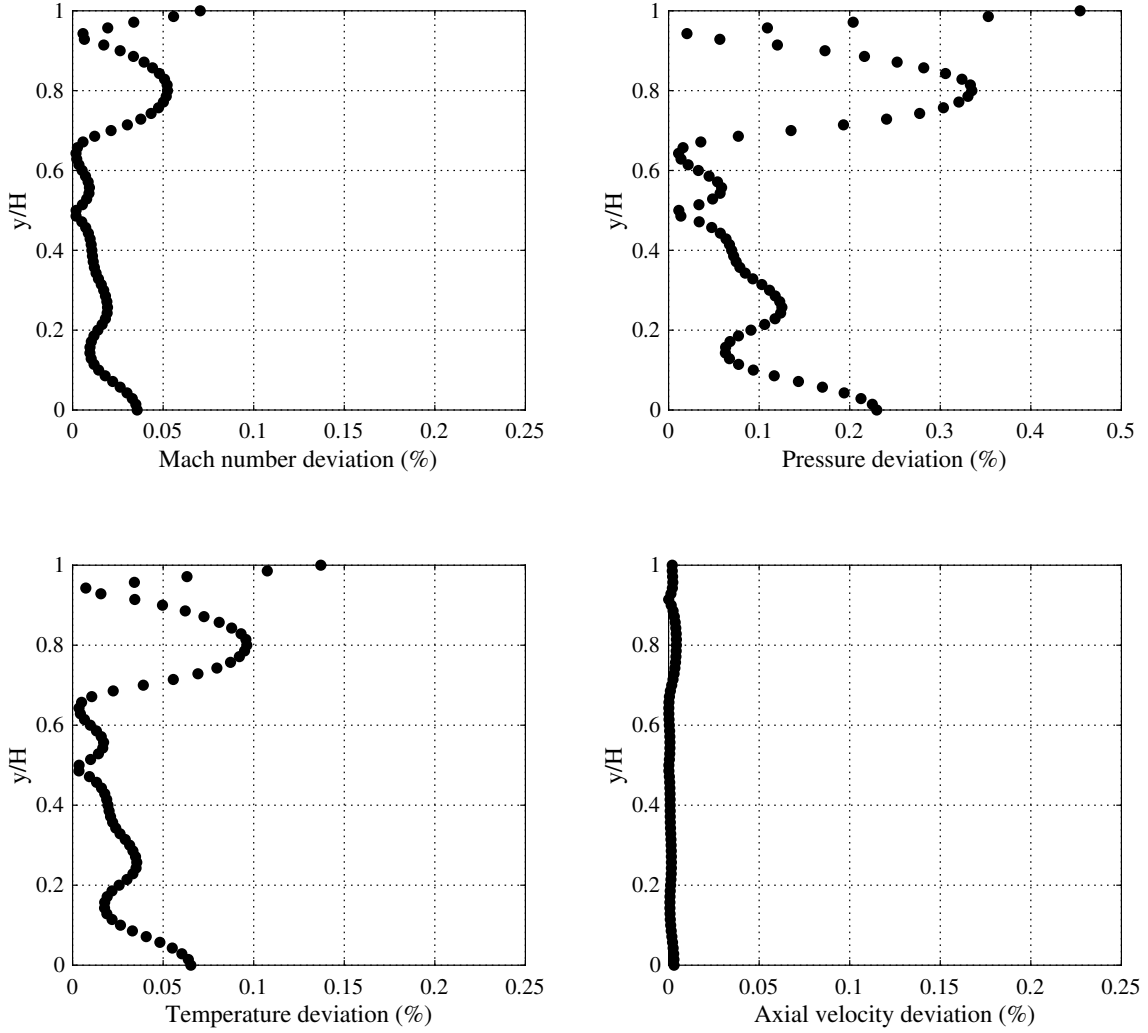 1
0.8
0.6
0.4
0.2
0
y/H
0 0.05 0.1 0.15 0.2 0.25
Mach number deviation (%)
1
0.8
0.6
0.4
0.2
0
y/H
0 0.1 0.2 0.3 0.4 0.5
Pressure deviation (%)
1
0.8
0.6
0.4
0.2
0
y/H
0 0.05 0.1 0.15 0.2 0.25
Temperature deviation (%)
1
0.8
0.6
0.4
0.2
0
y/H
0 0.05 0.1 0.15 0.2 0.25
Axial velocity deviation (%)